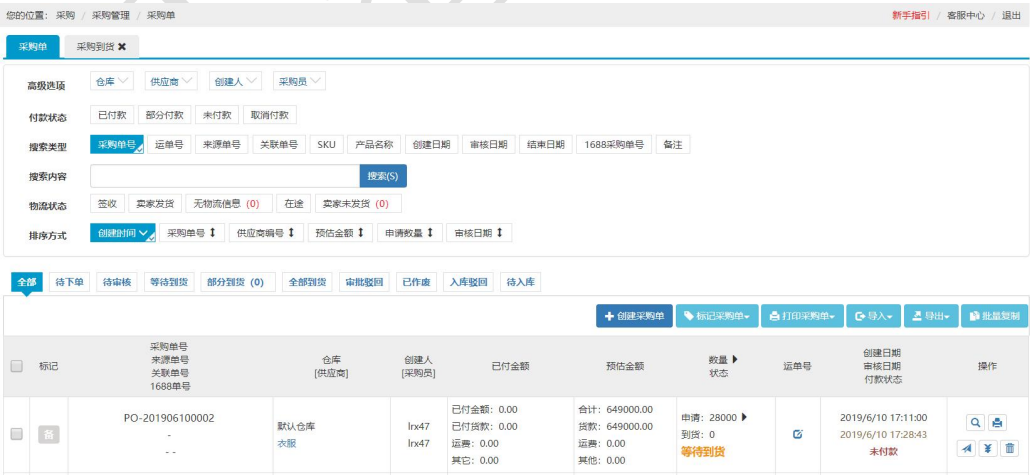 您的位置： 采购 / 采购管理 / 采购单 新手指引 / 客服中心 / 退出
采购单 采购到货 ✖
高级选项 仓库 供应商 创建人 采购员
付款状态 已付款 部分付款 未付款 取消付款
搜索类型 采购单号 运单号 来源单号 关联单号 SKU 产品名称 创建日期 审核日期 结束日期 1688采购单号 备注
搜索内容 搜索(S)
物流状态 签收 卖家发货 无物流信息 (0) 在途 卖家未发货 (0)
排序方式 创建时间 采购单号 供应商编号 预估金额 申请数量 审核日期
全部 待下单 待审核 等待到货 部分到货 (0) 全部到货 审批驳回 已作废 入库驳回 待入库
创建采购单 标记采购单 打印采购单 导入 导出 批量复制
标记 采购单号 仓库 创建人 已付金额 预估金额 数量 运单号 创建日期 操作
来源单号 [供应商] [采购员] 状态 审核日期
关联单号 付款状态
1688单号
备 PO-201906100002 默认仓库 lrx47 已付金额：0.00 合计：649000.00 申请：28000 2019/6/10 17:11:00
- 衣服 lrx47 已付货款：0.00 货款：649000.00 到货：0 2019/6/10 17:28:43
- - 运费：0.00 运费：0.00 等待到货 未付款
其它：0.00 其他：0.00